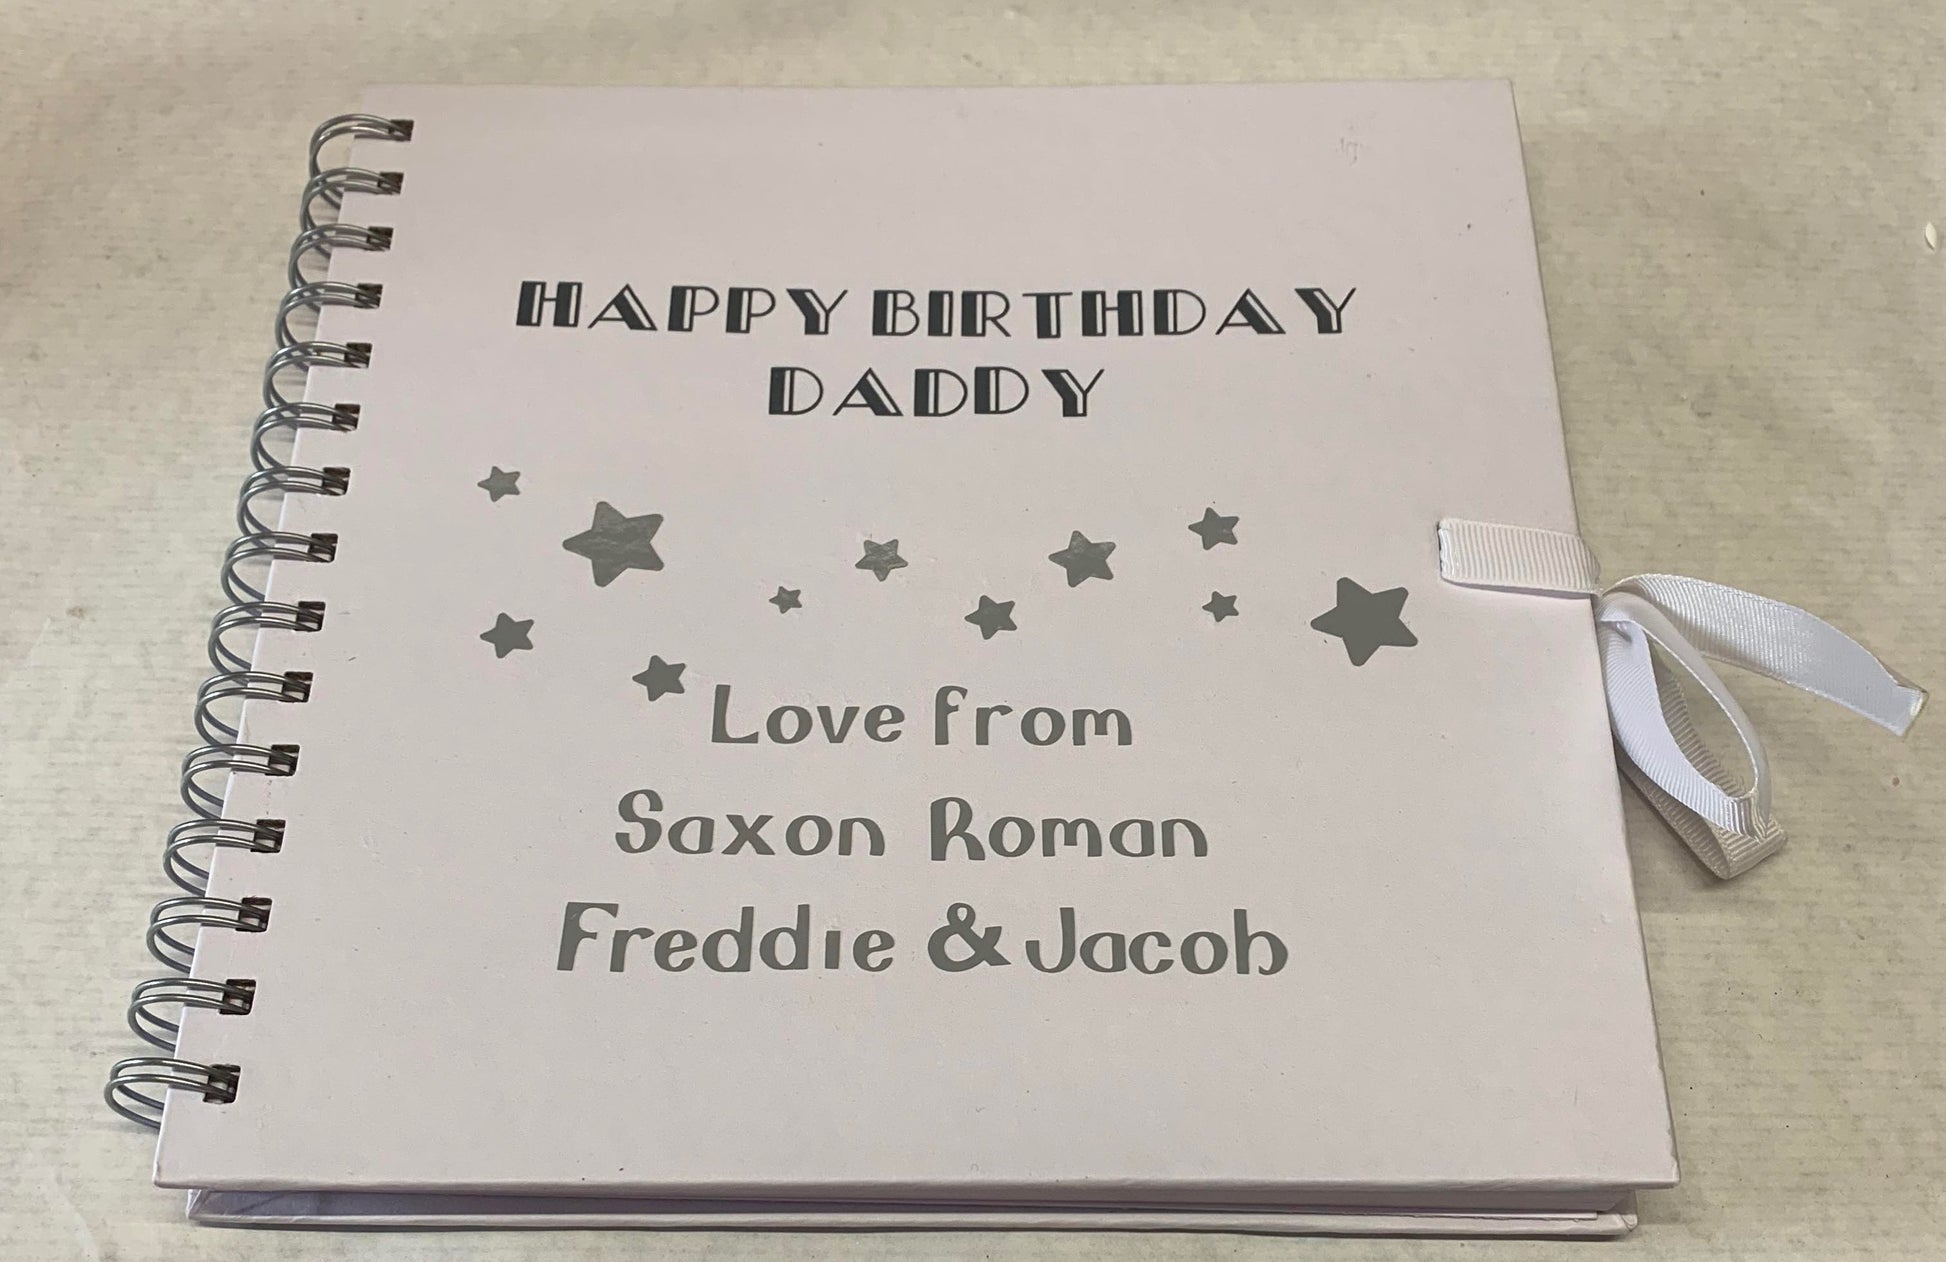 HAPPY BIRTHDAY
DADDY
Love from
Saxon Roman
Freddie & Jacob